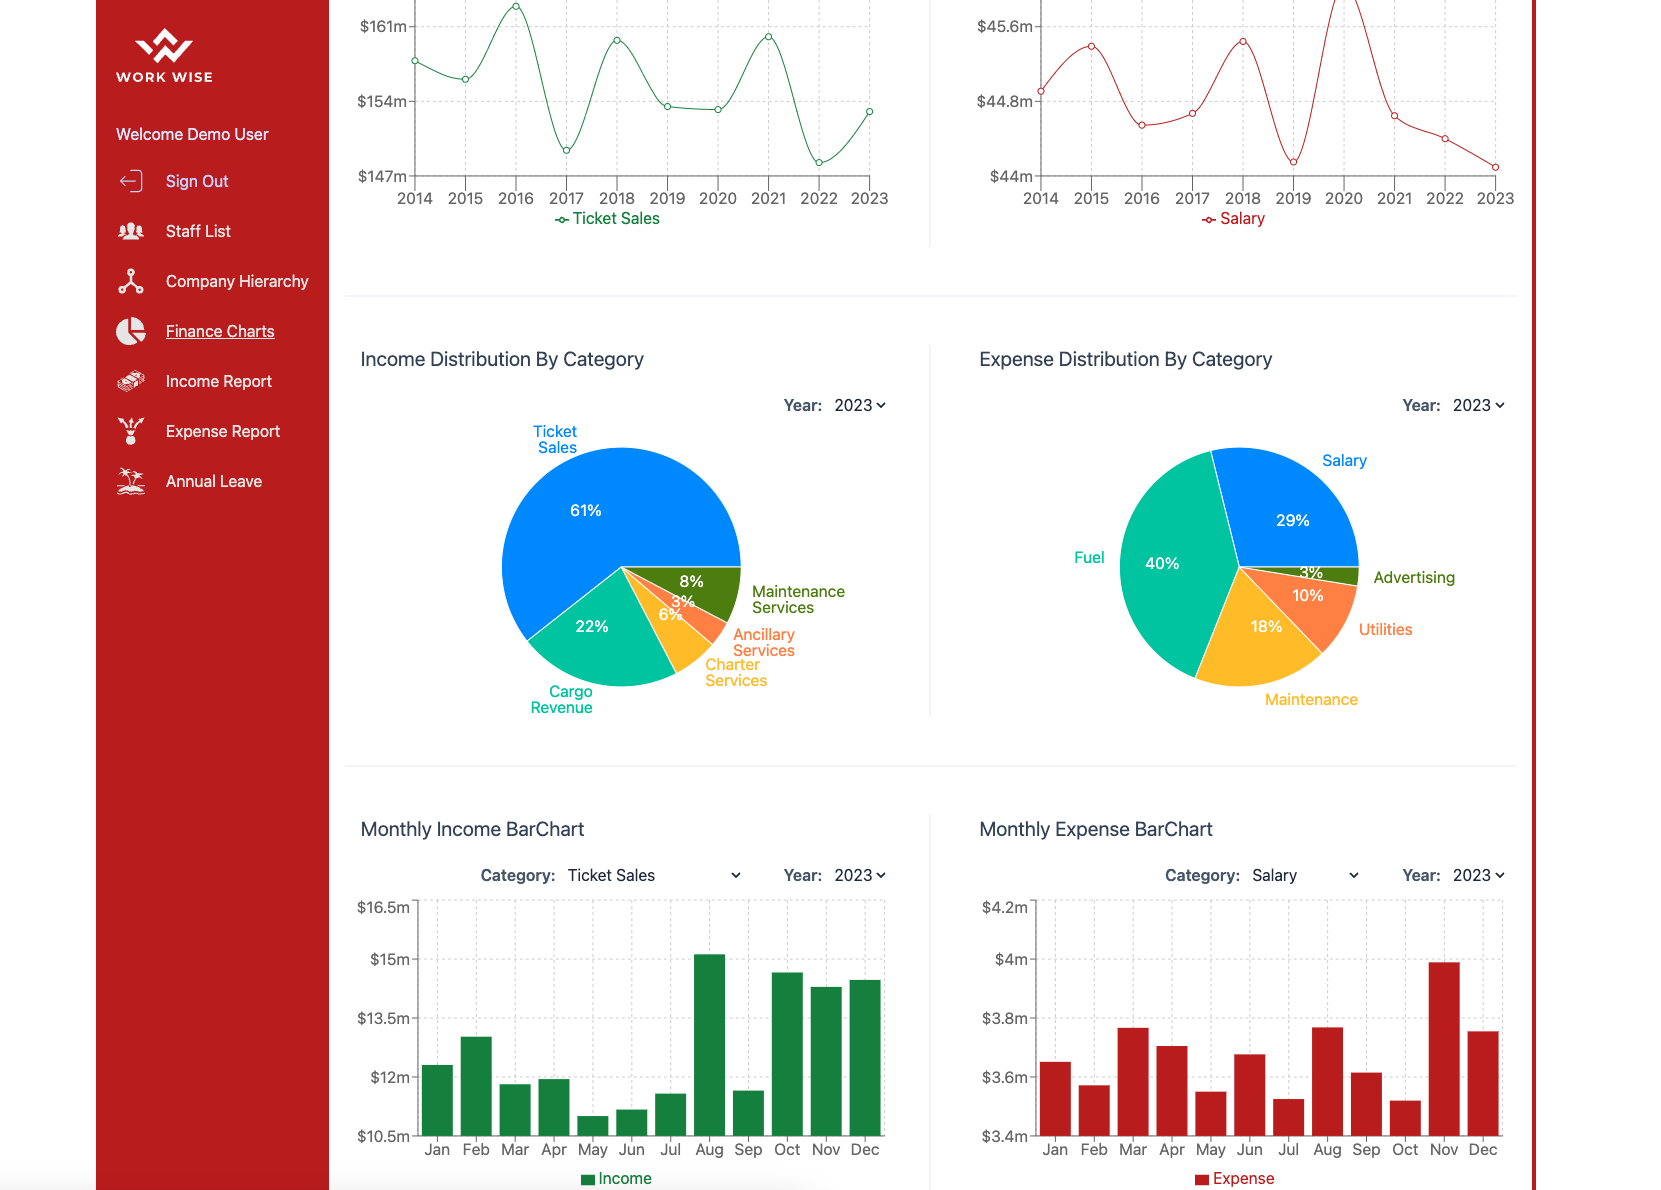 WORK WISE
Welcome Demo User
Sign Out
Staff List
Company Hierarchy
Finance Charts
Income Report
Expense Report
Annual Leave
$161m
$154m
$147m
2014 2015 2016 2017 2018 2019 2020 2021 2022 2023
Ticket Sales
$45.6m
$44.8m
$44m
2014 2015 2016 2017 2018 2019 2020 2021 2022 2023
Salary
Income Distribution By Category
Year: 2023
Ticket
Sales
61%
8%
Maintenance
Services
3%
6%
22%
Ancillary
Services
Charter
Services
Cargo
Revenue
Expense Distribution By Category
Year: 2023
Salary
29%
Fuel
40%
3%
Advertising
10%
18%
Utilities
Maintenance
Monthly Income BarChart
Category: Ticket Sales Year: 2023
$16.5m
$15m
$13.5m
$12m
$10.5m
Jan Feb Mar Apr May Jun Jul Aug Sep Oct Nov Dec
Income
Monthly Expense BarChart
Category: Salary Year: 2023
$4.2m
$4m
$3.8m
$3.6m
$3.4m
Jan Feb Mar Apr May Jun Jul Aug Sep Oct Nov Dec
Expense